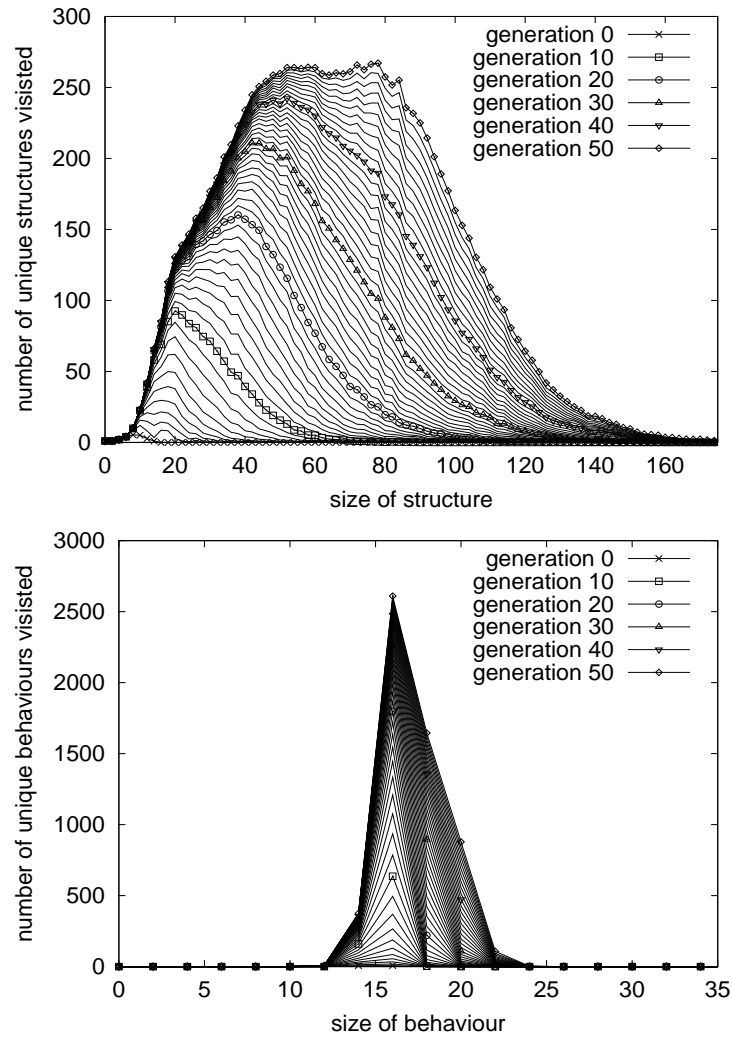 number of unique structures visisted
300
250
200
150
100
50
0
generation 0
generation 10
generation 20
generation 30
generation 40
generation 50
0 20 40 60 80 100 120 140 160
size of structure
number of unique behaviours visisted
3000
2500
2000
1500
1000
500
0
generation 0
generation 10
generation 20
generation 30
generation 40
generation 50
0 5 10 15 20 25 30 35
size of behaviour